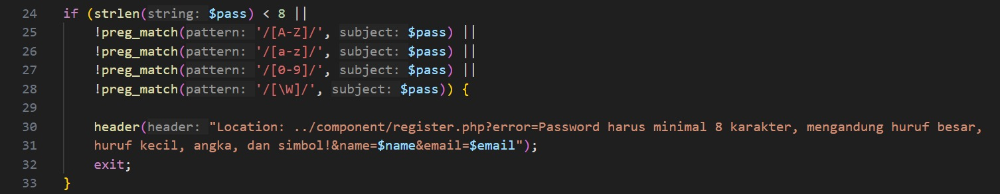 24 if (strlen(string: $pass) < 8 ||
25 !preg_match(pattern: '/[A-Z]/', subject: $pass) ||
26 !preg_match(pattern: '/[a-z]/', subject: $pass) ||
27 !preg_match(pattern: '/[0-9]/', subject: $pass) ||
28 !preg_match(pattern: '/[\W]/', subject: $pass)) {
29
30 header(header: "Location: ../component/register.php?error=Password harus minimal 8 karakter, mengandung huruf besar,
31 huruf kecil, angka, dan simbol!&name=$name&email=$email");
32 exit;
33 }